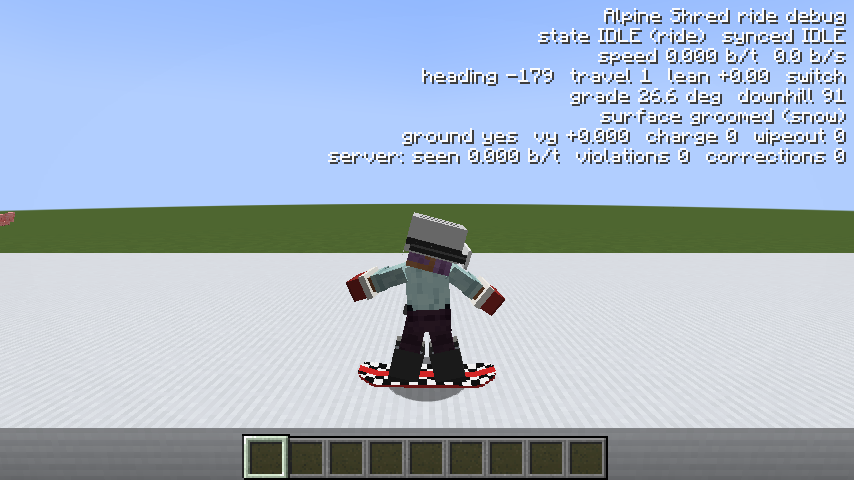 Alpine Shred ride debug
state IDLE (ride) synced IDLE
speed 0.000 b/t 0.0 b/s
heading -179 travel 1 lean +0.00 switch
grade 26.6 deg downhill 91
surface groomed (snow)
ground yes vy +0.000 charge 0 wipeout 0
server: seen 0.000 b/t violations 0 corrections 0